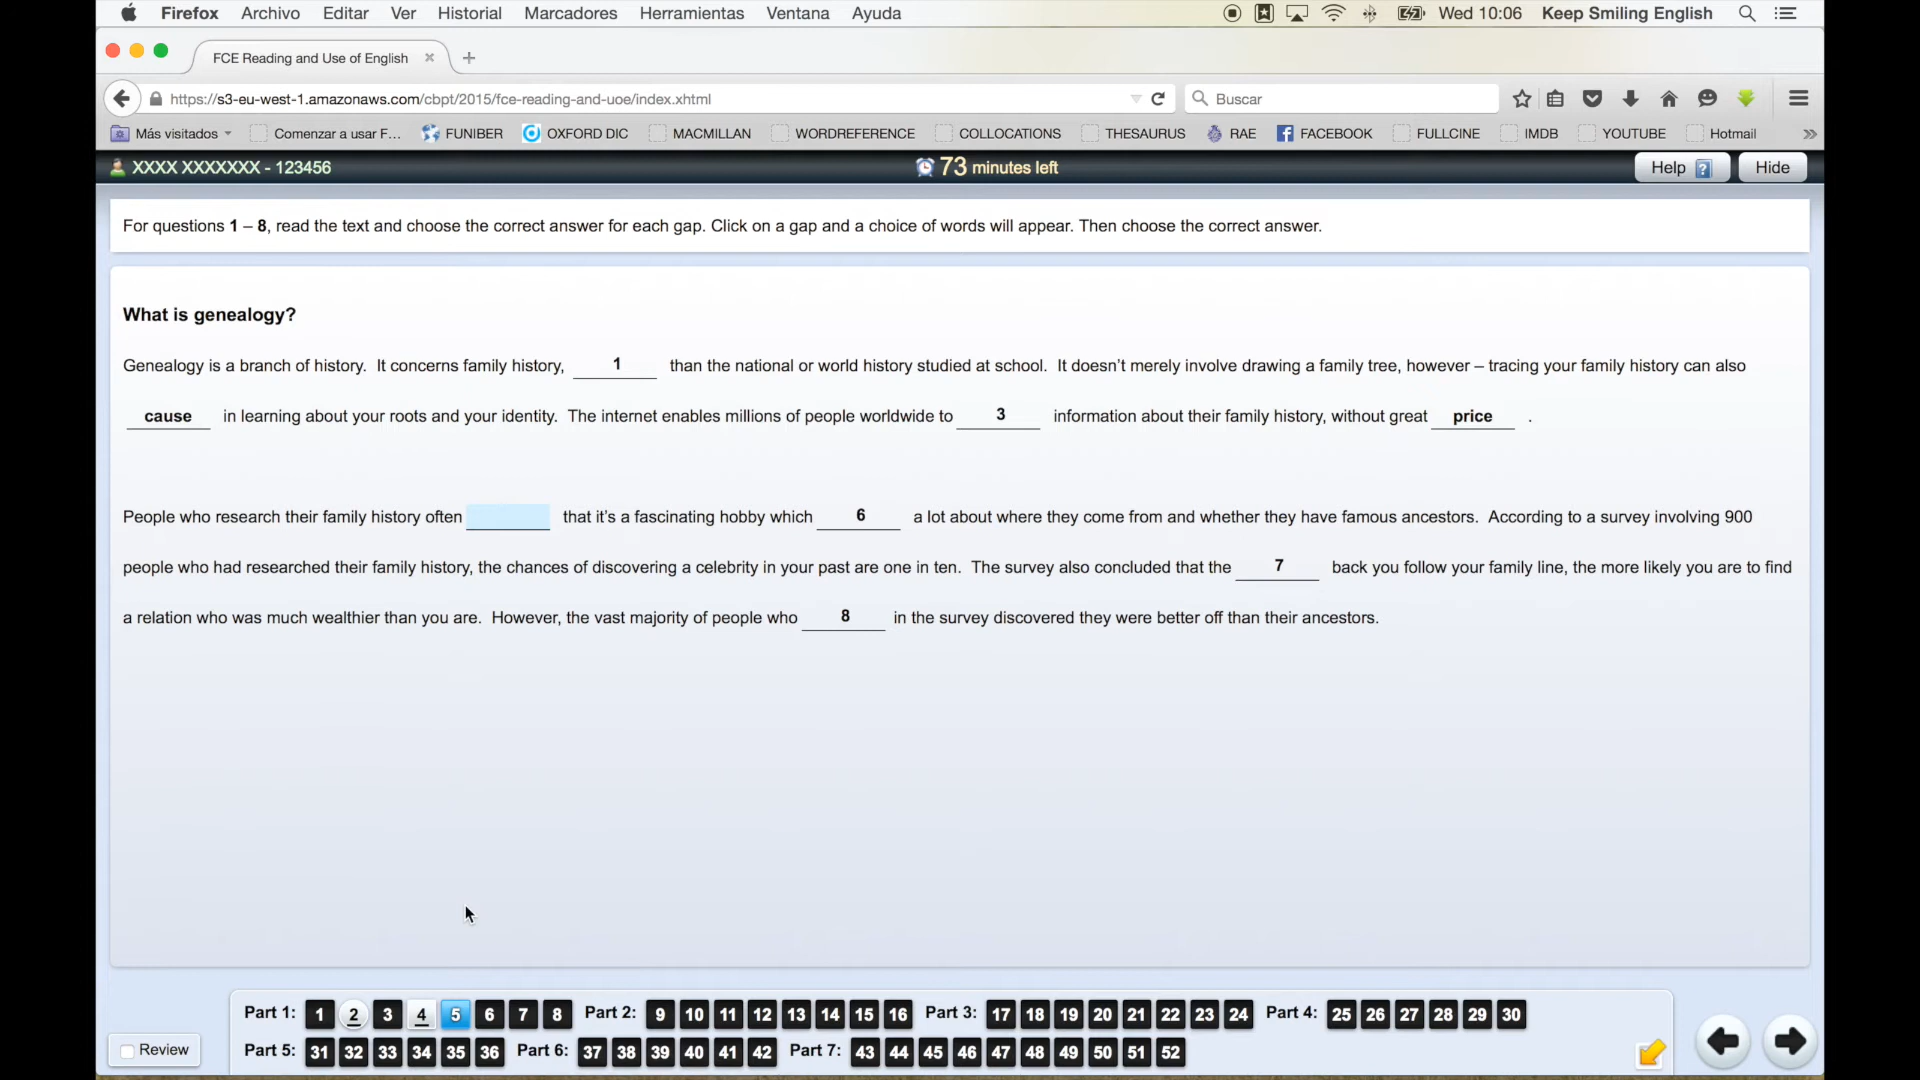 Firefox Archivo Editar Ver Historial Marcadores Herramientas Ventana Ayuda Wed 10:06 Keep Smiling English
FCE Reading and Use of English
https://s3-eu-west-1.amazonaws.com/cbpt/2015/fce-reading-and-uoe/index.xhtml Buscar
Más visitados Comenzar a usar F... FUNIBER OXFORD DIC MACMILLAN WORDREFERENCE COLLOCATIONS THESAURUS RAE FACEBOOK FULLCINE IMDB YOUTUBE Hotmail
XXXX XXXXXXX - 123456 73 minutes left Help ? Hide
For questions 1 – 8, read the text and choose the correct answer for each gap. Click on a gap and a choice of words will appear. Then choose the correct answer.
What is genealogy?
Genealogy is a branch of history. It concerns family history, 1 than the national or world history studied at school. It doesn't merely involve drawing a family tree, however – tracing your family history can also
cause in learning about your roots and your identity. The internet enables millions of people worldwide to 3 information about their family history, without great price .
People who research their family history often that it's a fascinating hobby which 6 a lot about where they come from and whether they have famous ancestors. According to a survey involving 900
people who had researched their family history, the chances of discovering a celebrity in your past are one in ten. The survey also concluded that the 7 back you follow your family line, the more likely you are to find
a relation who was much wealthier than you are. However, the vast majority of people who 8 in the survey discovered they were better off than their ancestors.
Part 1: 1 2 3 4 5 6 7 8 Part 2: 9 10 11 12 13 14 15 16 Part 3: 17 18 19 20 21 22 23 24 Part 4: 25 26 27 28 29 30
Review Part 5: 31 32 33 34 35 36 Part 6: 37 38 39 40 41 42 Part 7: 43 44 45 46 47 48 49 50 51 52